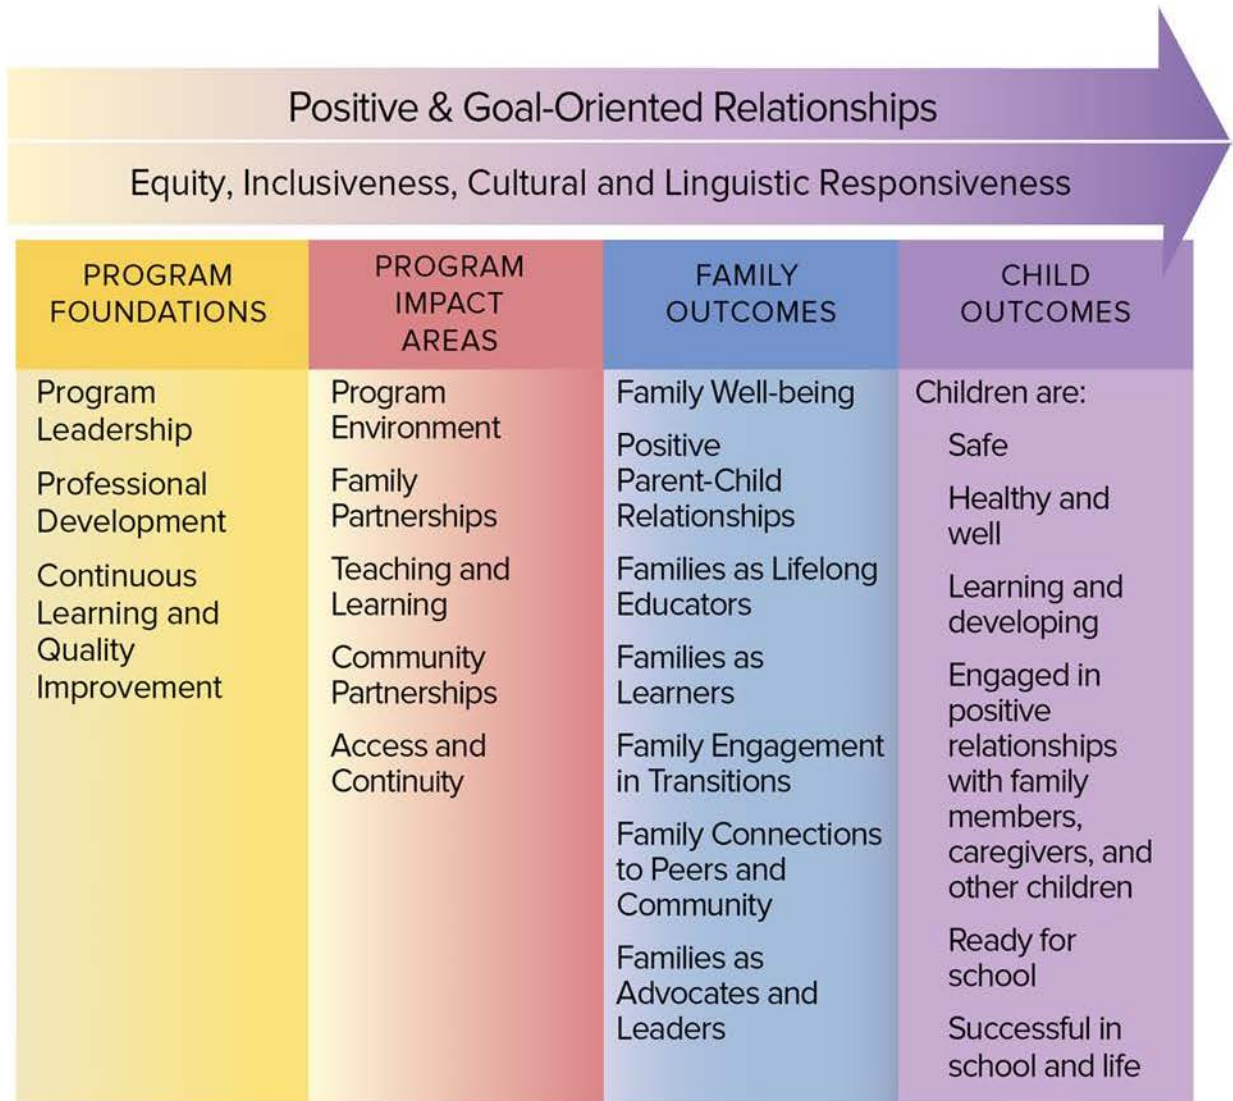 Positive & Goal-Oriented Relationships
Equity, Inclusiveness, Cultural and Linguistic Responsiveness
PROGRAM
FOUNDATIONS
Program
Leadership
Professional
Development
Continuous
Learning and
Quality
Improvement
PROGRAM
IMPACT
AREAS
Program
Environment
Family
Partnerships
Teaching and
Learning
Community
Partnerships
Access and
Continuity
FAMILY
OUTCOMES
Family Well-being
Positive
Parent-Child
Relationships
Families as Lifelong
Educators
Families as
Learners
Family Engagement
in Transitions
Family Connections
to Peers and
Community
Families as
Advocates and
Leaders
CHILD
OUTCOMES
Children are:
Safe
Healthy and
well
Learning and
developing
Engaged in
positive
relationships
with family
members,
caregivers, and
other children
Ready for
school
Successful in
school and life